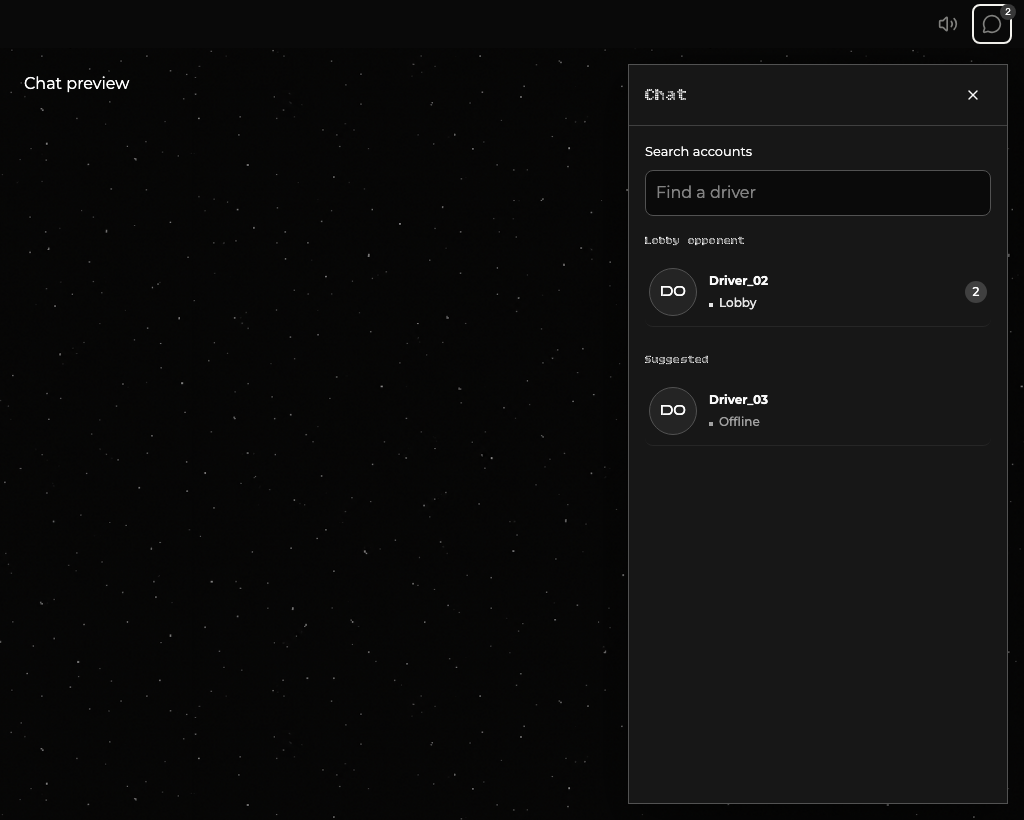 2
Chat preview
Chat
Search accounts
Find a driver
Lobby opponent
DO
Driver_02
Lobby
2
Suggested
DO
Driver_03
Offline